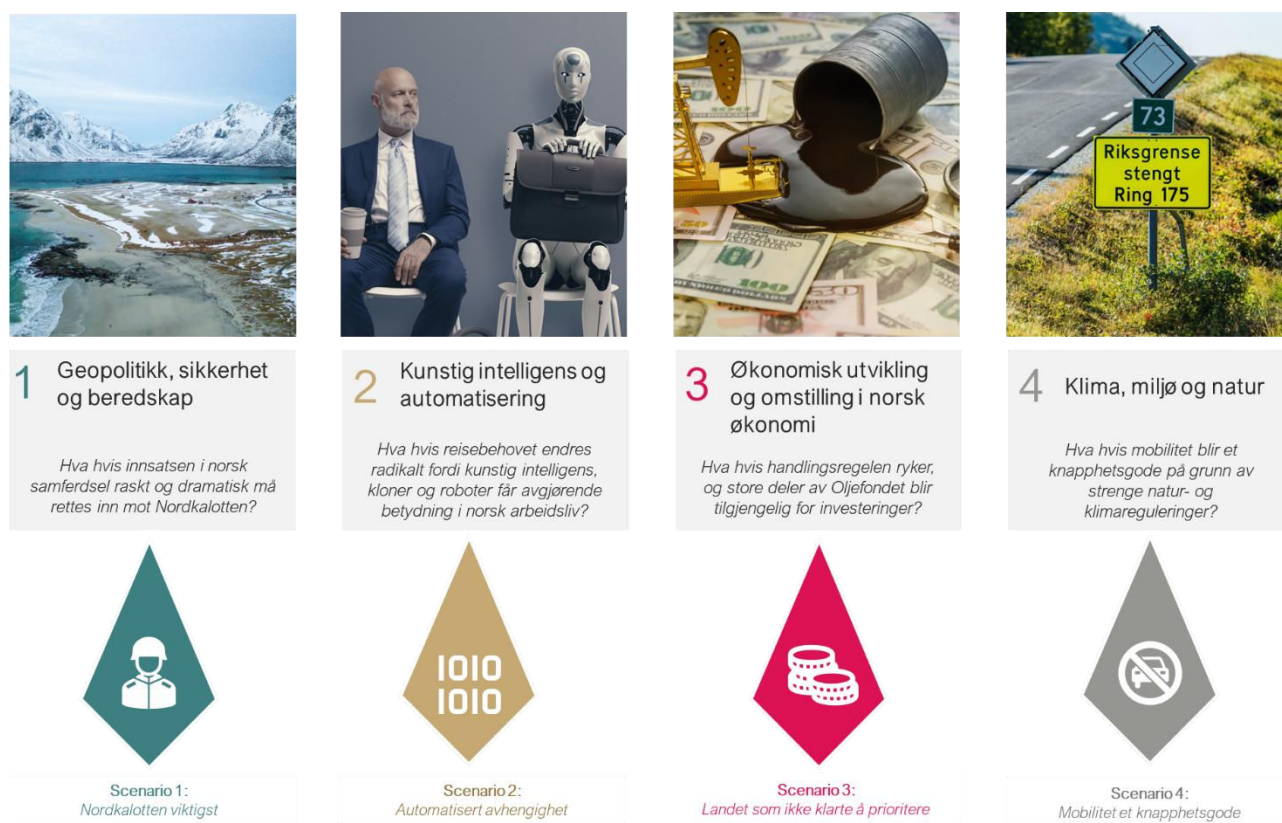 73
Riksgrense
stengt
Ring 175
100
50
1 Geopolitikk, sikkerhet
og beredskap
Hva hvis innsatsen i norsk
samferdsel raskt og dramatisk må
rettes inn mot Nordkalotten?
2 Kunstig intelligens og
automatisering
Hva hvis reisebehovet endres
radikalt fordi kunstig intelligens,
kloner og roboter får avgjørende
betydning i norsk arbeidsliv?
3 Økonomisk utvikling
og omstilling i norsk
økonomi
Hva hvis handlingsregelen ryker,
og store deler av Oljefondet blir
tilgjengelig for investeringer?
4 Klima, miljø og natur
Hva hvis mobilitet blir et
knapphetsgode på grunn av
strenge natur- og
klimareguleringer?
1010
1010
Scenario 1:
Nordkalotten viktigst
Scenario 2:
Automatisert avhengighet
Scenario 3:
Landet som ikke klarte å prioritere
Scenario 4:
Mobilitet et knapphetsgode